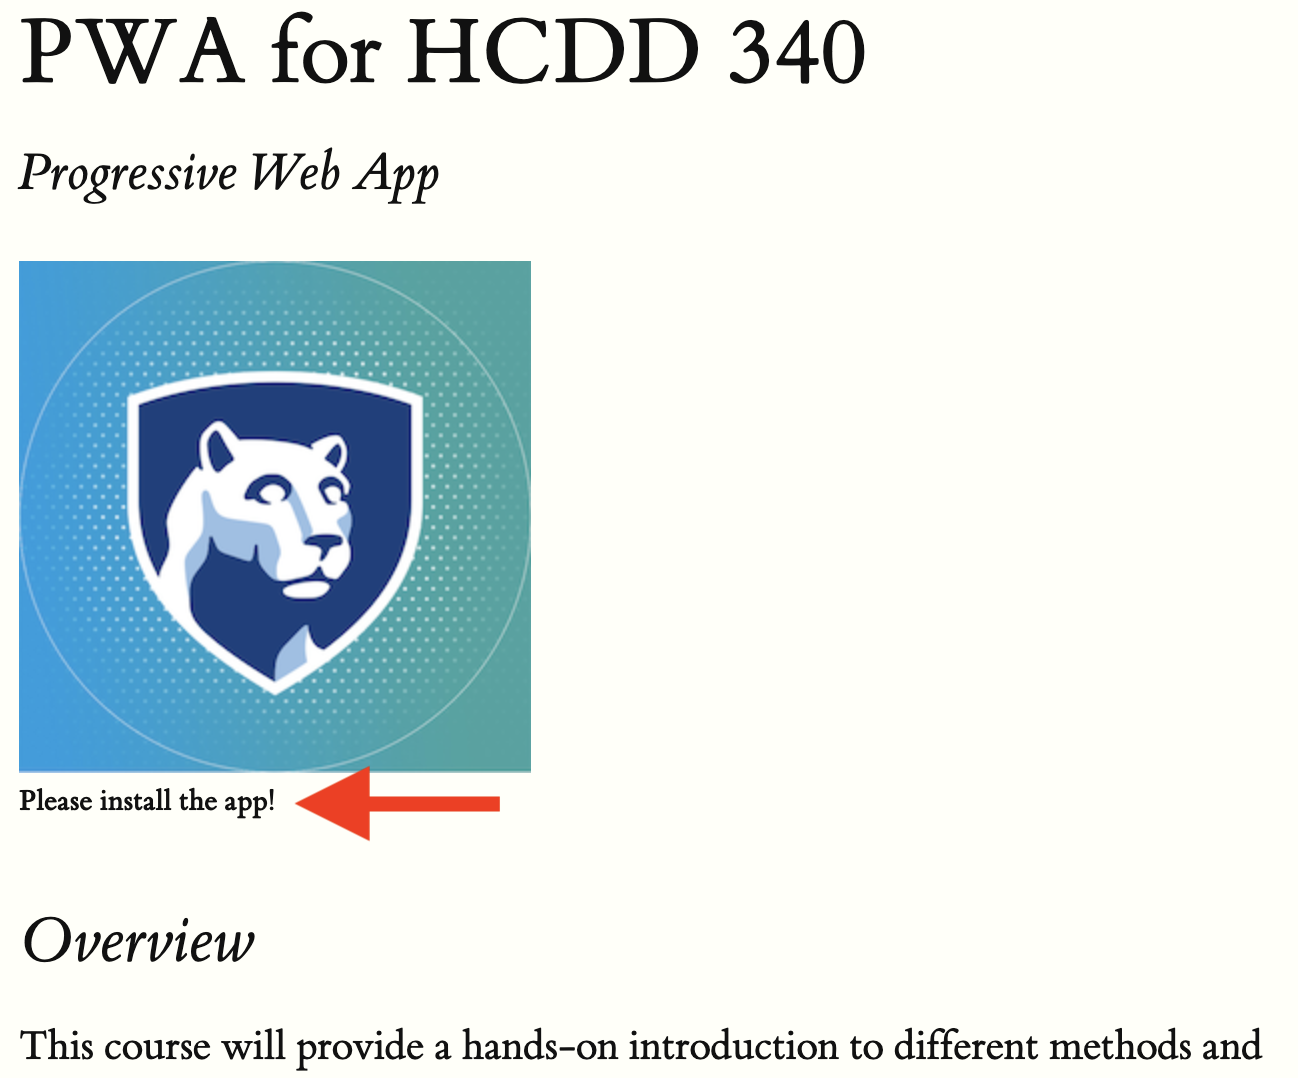 PWA for HCDD 340
Progressive Web App
Please install the app!
Overview
This course will provide a hands-on introduction to different methods and